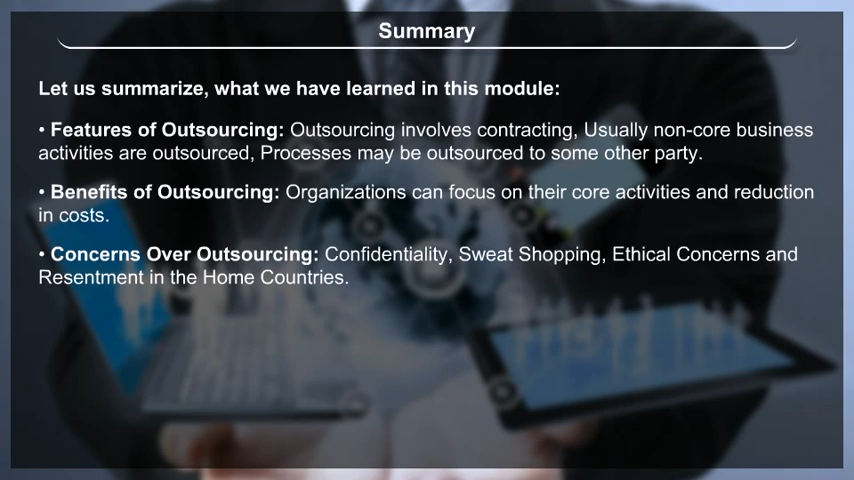 Summary
Let us summarize, what we have learned in this module:
• Features of Outsourcing: Outsourcing involves contracting, Usually non-core business
activities are outsourced, Processes may be outsourced to some other party.
• Benefits of Outsourcing: Organizations can focus on their core activities and reduction
in costs.
• Concerns Over Outsourcing: Confidentiality, Sweat Shopping, Ethical Concerns and
Resentment in the Home Countries.